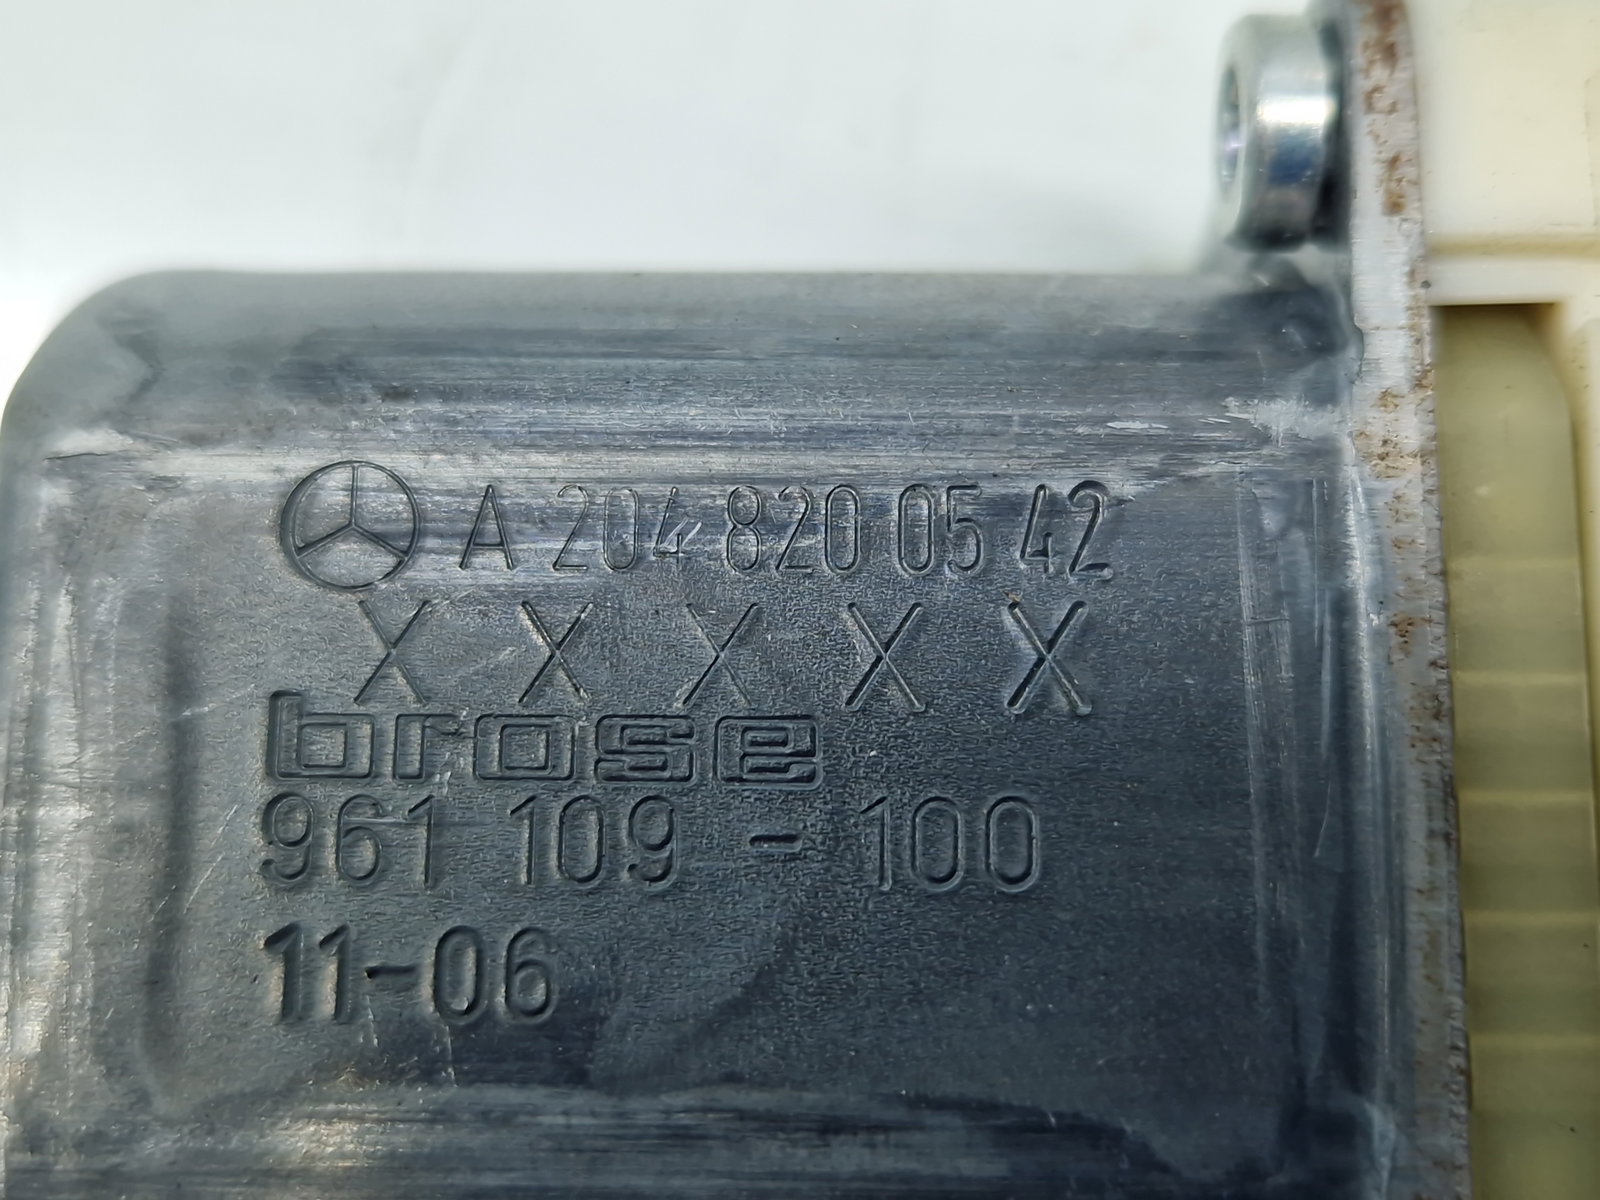 A 204 820 05 42
X X X X X
brose
961 109 - 100
11-06